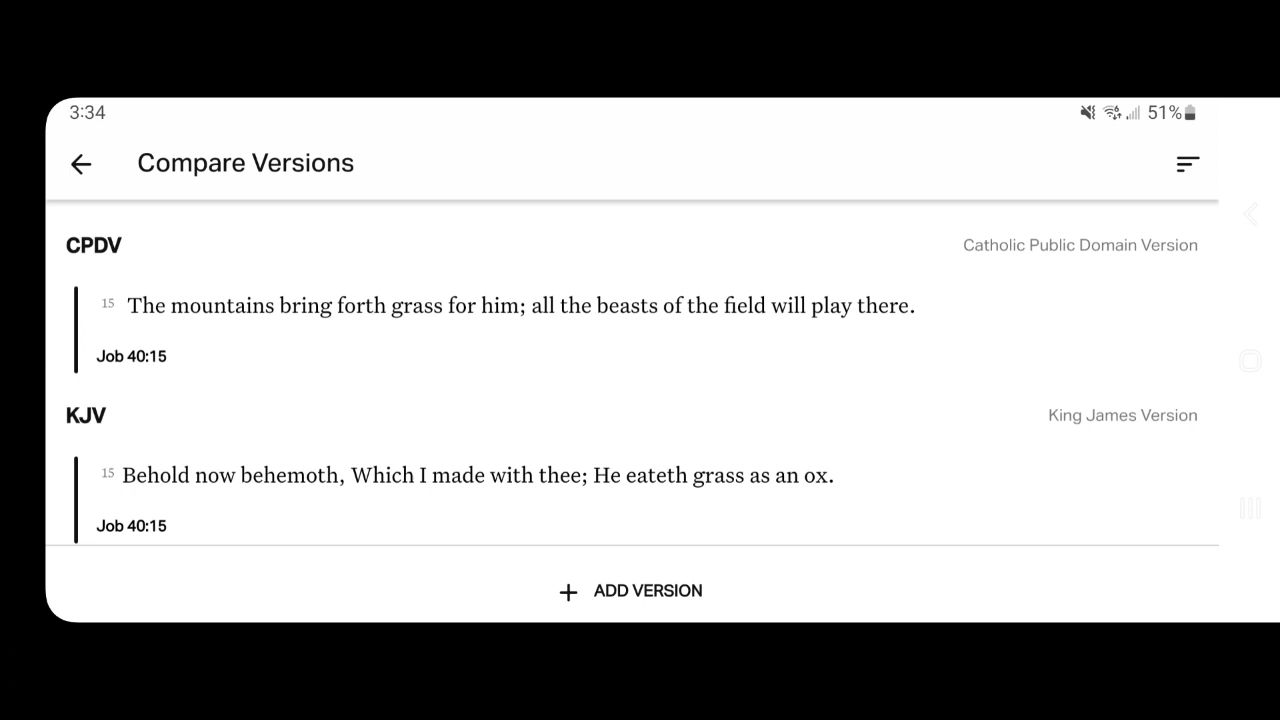 3:34
51%
Compare Versions
CPDV
Catholic Public Domain Version
15 The mountains bring forth grass for him; all the beasts of the field will play there.
Job 40:15
KJV
King James Version
15 Behold now behemoth, Which I made with thee; He eateth grass as an ox.
Job 40:15
+ ADD VERSION